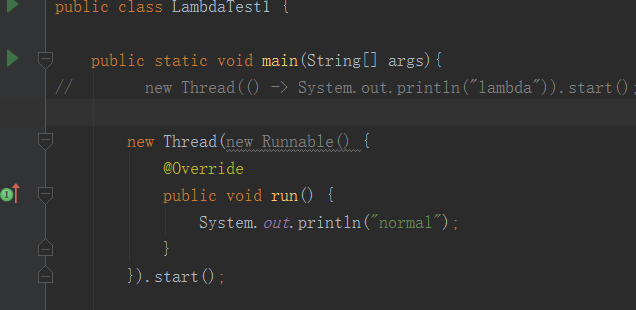 public class LambdaTest1 {
public static void main(String[] args){
//        new Thread(() -> System.out.println("lambda")).start();
new Thread(new Runnable() {
@Override
public void run() {
System.out.println("normal");
}
}).start();